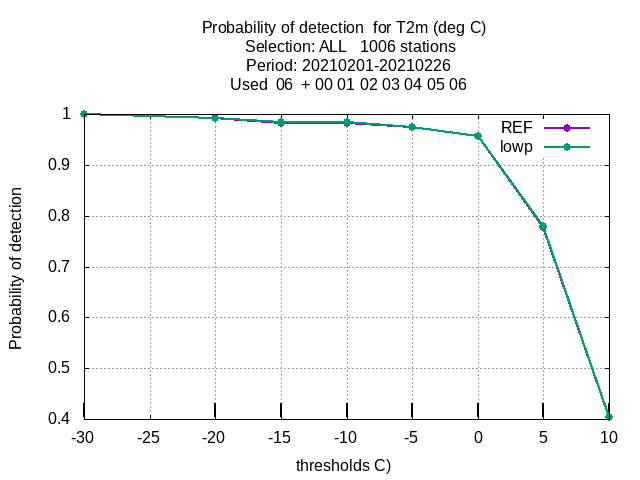 Probability of detection  for T2m (deg C)
Selection: ALL   1006 stations
Period: 20210201-20210226
Used  06  + 00 01 02 03 04 05 06
REF
lowp
1
0.9
0.8
0.7
0.6
0.5
0.4
Probability of detection
-30 -25 -20 -15 -10 -5 0 5 10
thresholds C)